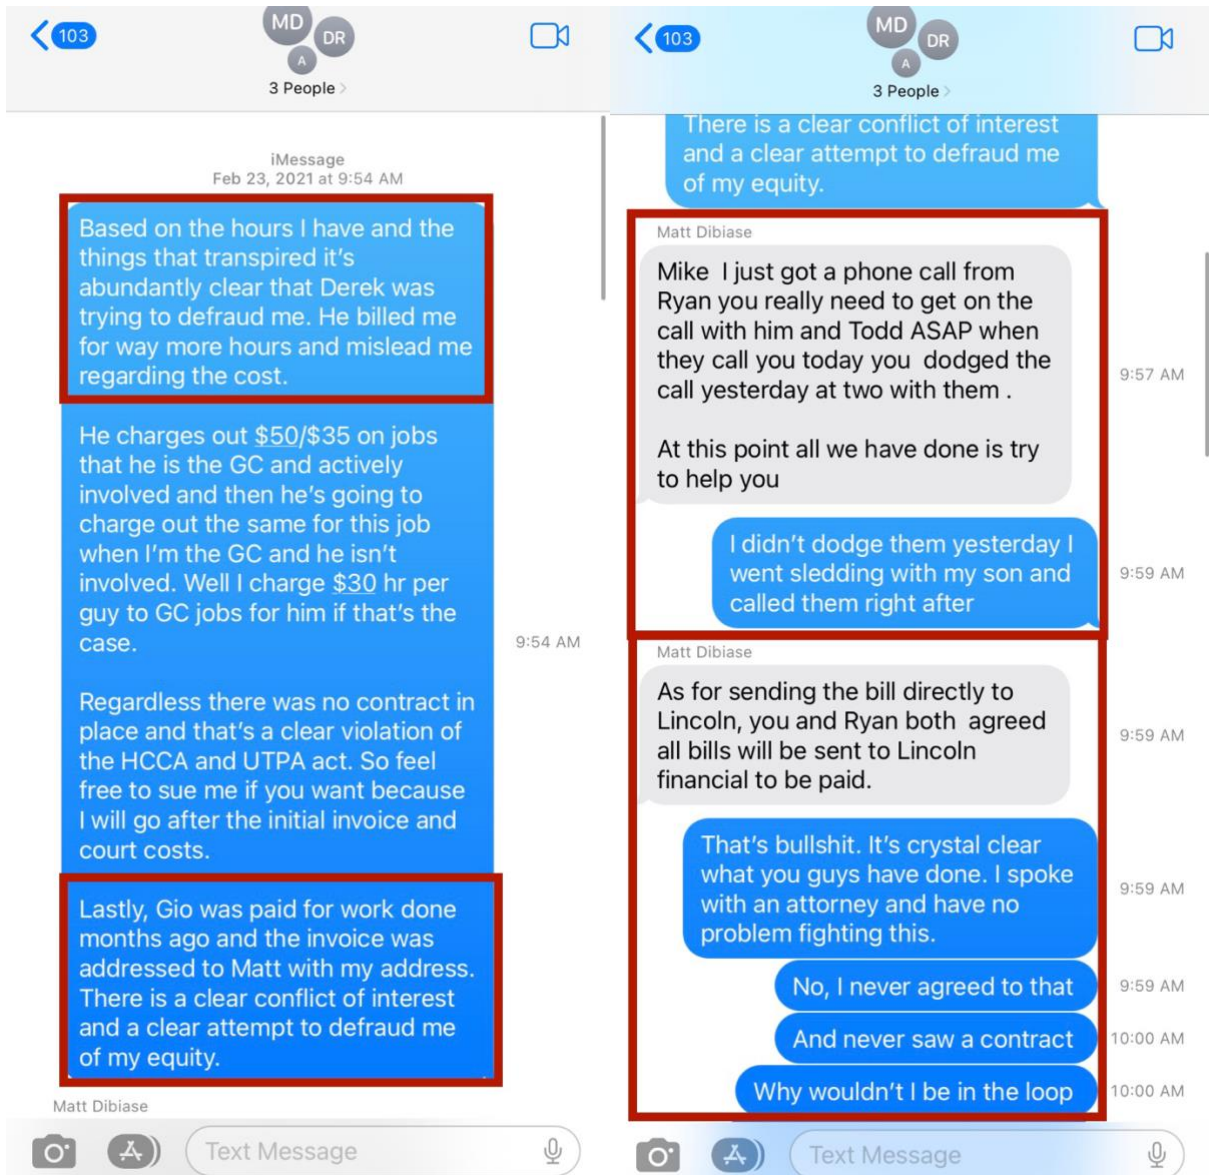 103
MD
DR
A
3 People
iMessage
Feb 23, 2021 at 9:54 AM
Based on the hours I have and the
things that transpired it's
abundantly clear that Derek was
trying to defraud me. He billed me
for way more hours and mislead me
regarding the cost.
He charges out $50/$35 on jobs
that he is the GC and actively
involved and then he's going to
charge out the same for this job
when I'm the GC and he isn't
involved. Well I charge $30 hr per
guy to GC jobs for him if that's the
case.
9:54 AM
Regardless there was no contract in
place and that's a clear violation of
the HCCA and UTPA act. So feel
free to sue me if you want because
I will go after the initial invoice and
court costs.
Lastly, Gio was paid for work done
months ago and the invoice was
addressed to Matt with my address.
There is a clear conflict of interest
and a clear attempt to defraud me
of my equity.
Matt Dibiase
Text Message
103
MD
DR
A
3 People
There is a clear conflict of interest
and a clear attempt to defraud me
of my equity.
Matt Dibiase
Mike I just got a phone call from
Ryan you really need to get on the
call with him and Todd ASAP when
they call you today you dodged the
call yesterday at two with them .
9:57 AM
At this point all we have done is try
to help you
I didn't dodge them yesterday I
went sledding with my son and
called them right after
9:59 AM
Matt Dibiase
As for sending the bill directly to
Lincoln, you and Ryan both agreed
all bills will be sent to Lincoln
financial to be paid.
9:59 AM
That's bullshit. It's crystal clear
what you guys have done. I spoke
with an attorney and have no
problem fighting this.
9:59 AM
No, I never agreed to that
9:59 AM
And never saw a contract
10:00 AM
Why wouldn't I be in the loop
10:00 AM
Text Message